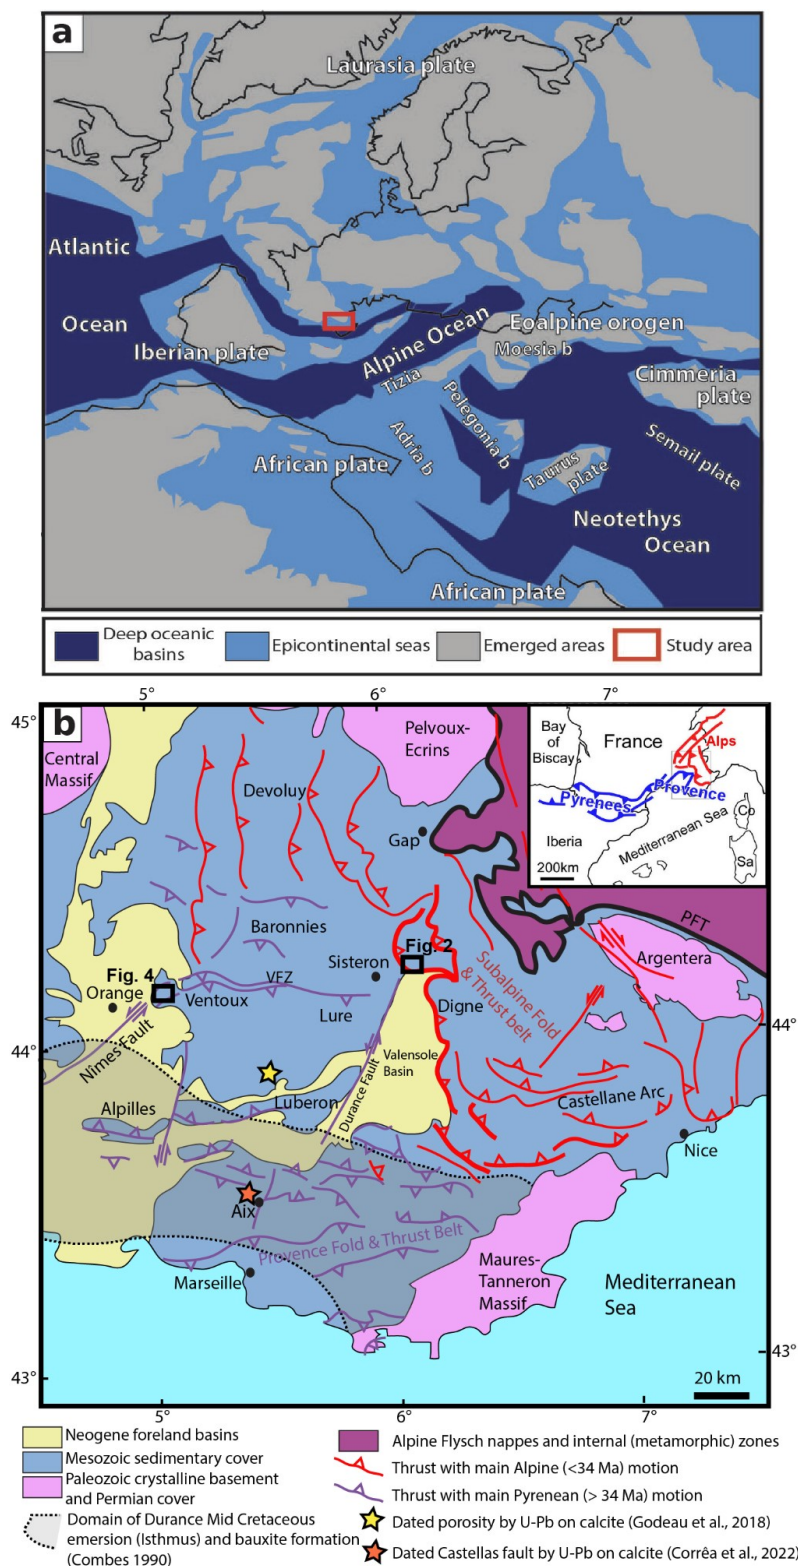 a
Laurasia plate
Atlantic
Ocean
Iberian plate
Alpine Ocean
Eoalpine orogen
Moesia b
Tizia
Cimmeria
plate
Pelegonia b
Adria b
Semail plate
African plate
Taurus
plate
Neotethys
Ocean
African plate
Deep oceanic
basins
Epicontinental seas
Emerged areas
Study area
b
5°
6°
7°
45°
45°
Central
Massif
Pelvoux-
Ecrins
Devoluy
Gap
Bay
of
Biscay
France
Alps
Provence
Pyrenees
Iberia
Mediterranean Sea
Co
Sa
200km
PFT
Baronnies
Argentera
Sisteron
Fig. 2
Subalpine Fold
& Thrust belt
Fig. 4
Orange
Ventoux
VFZ
Lure
Digne
44°
44°
Nimes Fault
Valensole
Basin
Durance Fault
Luberon
Castellane Arc
Alpilles
Nice
Aix
Provence Fold & Thrust Belt
Marseille
Maures-
Tanneron
Massif
Mediterranean
Sea
43°
43°
20 km
5°
6°
7°
Neogene foreland basins
Mesozoic sedimentary cover
Paleozoic crystalline basement
and Permian cover
Domain of Durance Mid Cretaceous
emersion (Isthmus) and bauxite formation
(Combes 1990)
Alpine Flysch nappes and internal (metamorphic) zones
Thrust with main Alpine (<34 Ma) motion
Thrust with main Pyrenean (> 34 Ma) motion
Dated porosity by U-Pb on calcite (Godeau et al., 2018)
Dated Castellas fault by U-Pb on calcite (Corrêa et al., 2022)